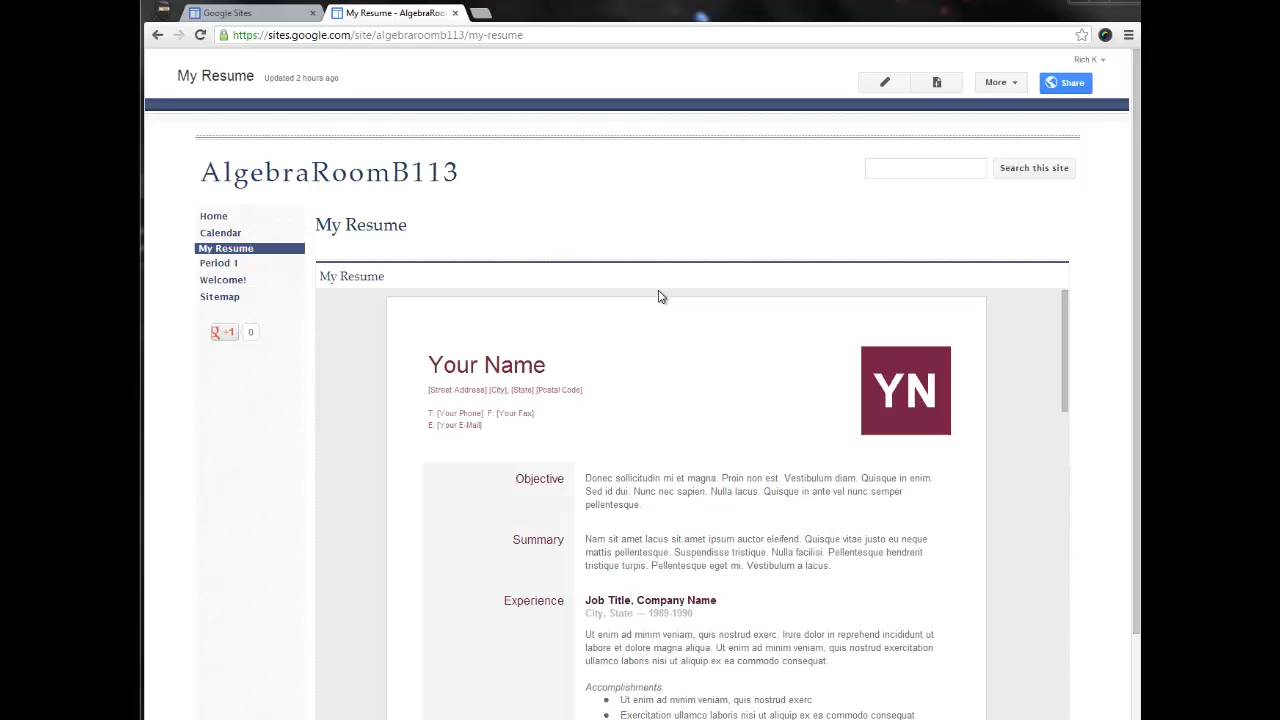 Google Sites
My Resume - AlgebraRoo
https://sites.google.com/site/algebraroomb113/my-resume
Rich K
My Resume Updated 2 hours ago
More
Share
AlgebraRoomB113
Search this site
Home
Calendar
My Resume
Period 1
Welcome!
Sitemap
+1 0
My Resume
My Resume
Your Name
YN
[Street Address] [City], [State] [Postal Code]
T: [Your Phone] F: [Your Fax]
E: [Your E-Mail]
Objective
Donec sollicitudin mi et magna. Proin non est. Vestibulum diam. Quisque in enim.
Sed id dui. Nunc nec sapien. Nulla lacus. Quisque in ante vel nunc semper
pellentesque.
Summary
Nam sit amet lacus sit amet ipsum auctor eleifend. Quisque vitae justo eu neque
mattis pellentesque. Suspendisse tristique. Nulla facilisi. Pellentesque hendrerit
tristique turpis. Pellentesque eget mi. Vestibulum a lacus.
Experience
Job Title, Company Name
City, State — 1989-1990
Ut enim ad minim veniam, quis nostrud exerc. Irure dolor in reprehend incididunt ut
labore et dolore magna aliqua. Ut enim ad minim veniam, quis nostrud exercitation
ullamco laboris nisi ut aliquip ex ea commodo consequat.
Accomplishments
● Ut enim ad minim veniam, quis nostrud exerc
● Exercitation ullamco laboris nisi ut aliquip ex ea commodo consequat